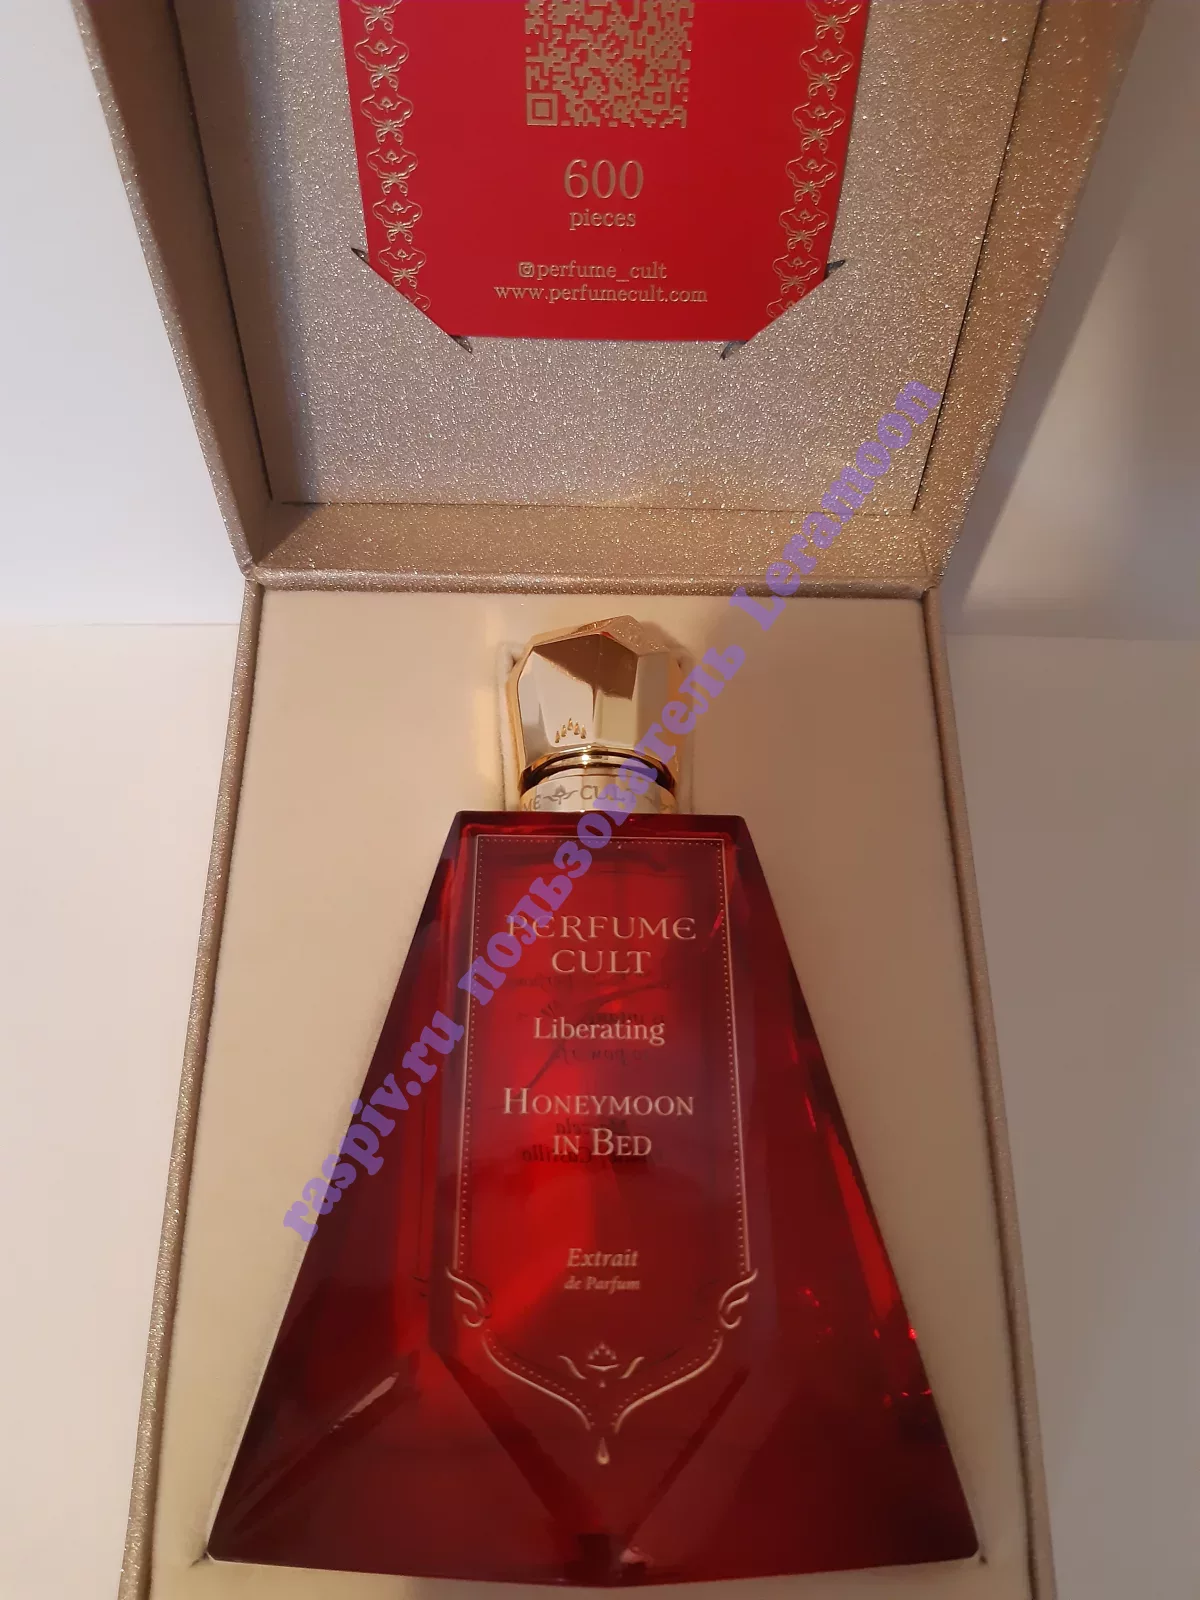 600
pieces
perfume_cult
www.perfumecult.com
CULT
PERFUME
CULT
Liberating
HONEYMOON
IN BED
Extrait
de Parfum
raspiv.ru пользователь Leramoon